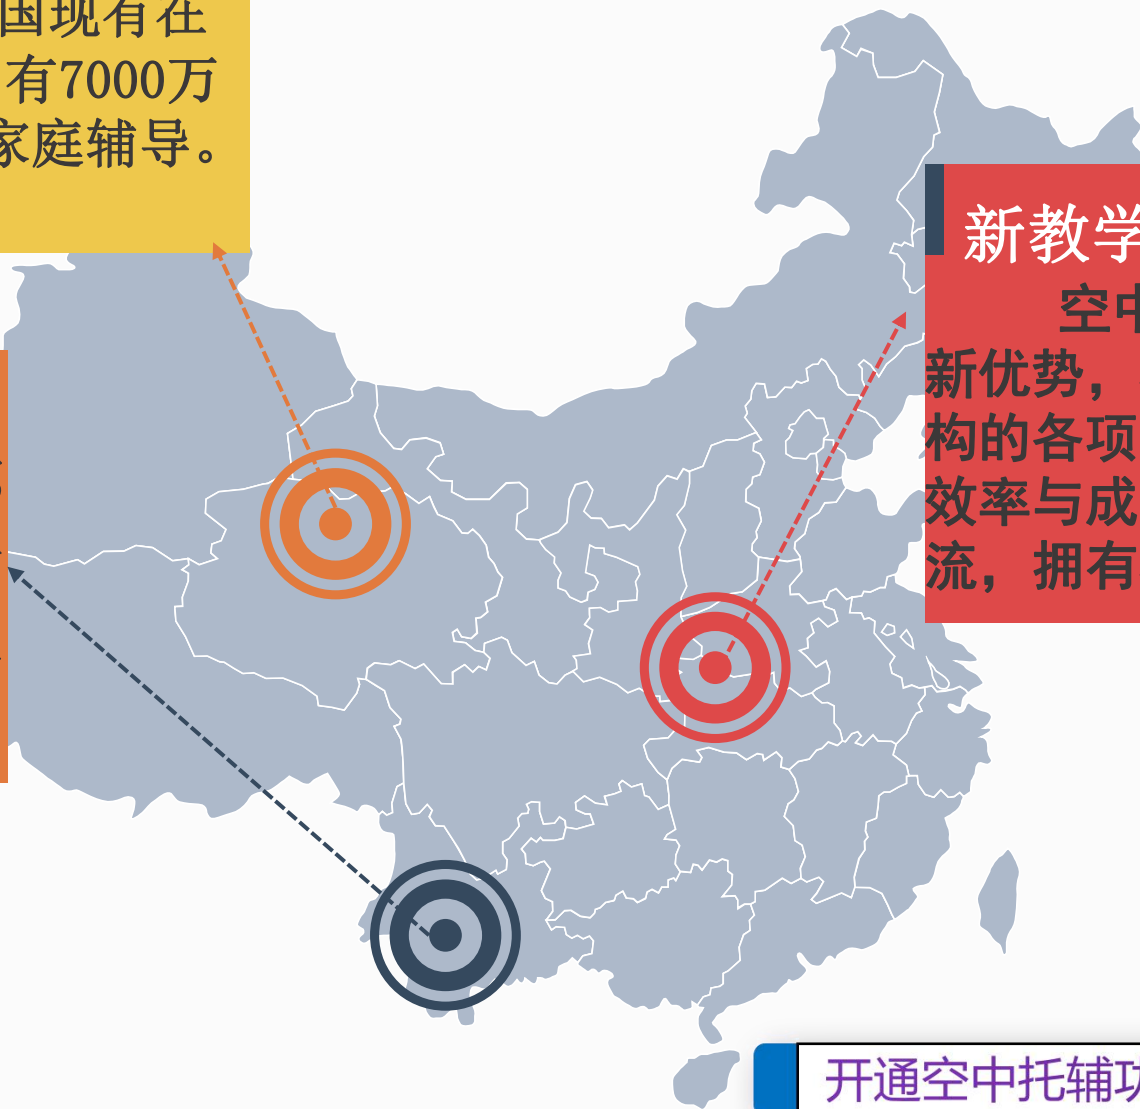 国现有在
有7000万
家庭辅导。
新教学
空中
新优势，
构的各项
效率与成
流，拥有
开通空中托辅功